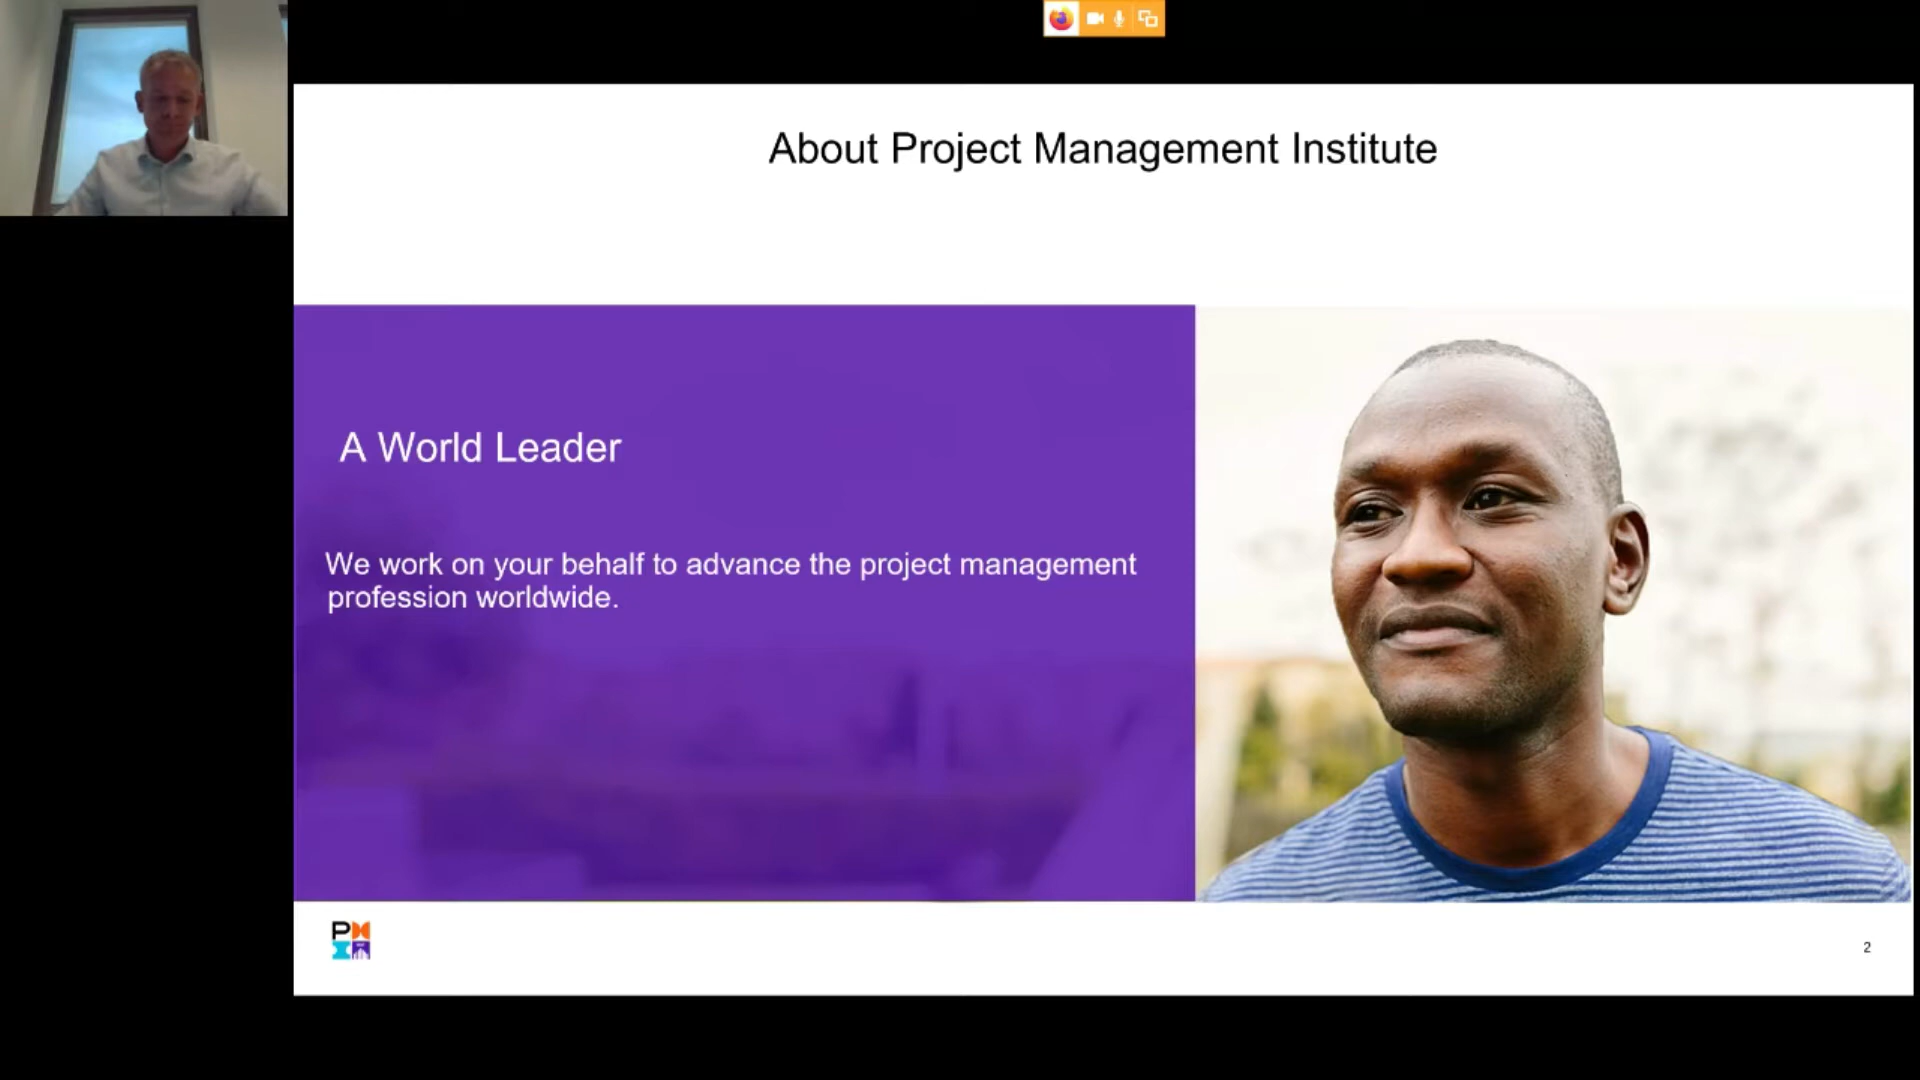 About Project Management Institute
A World Leader
We work on your behalf to advance the project management
profession worldwide.
P
2